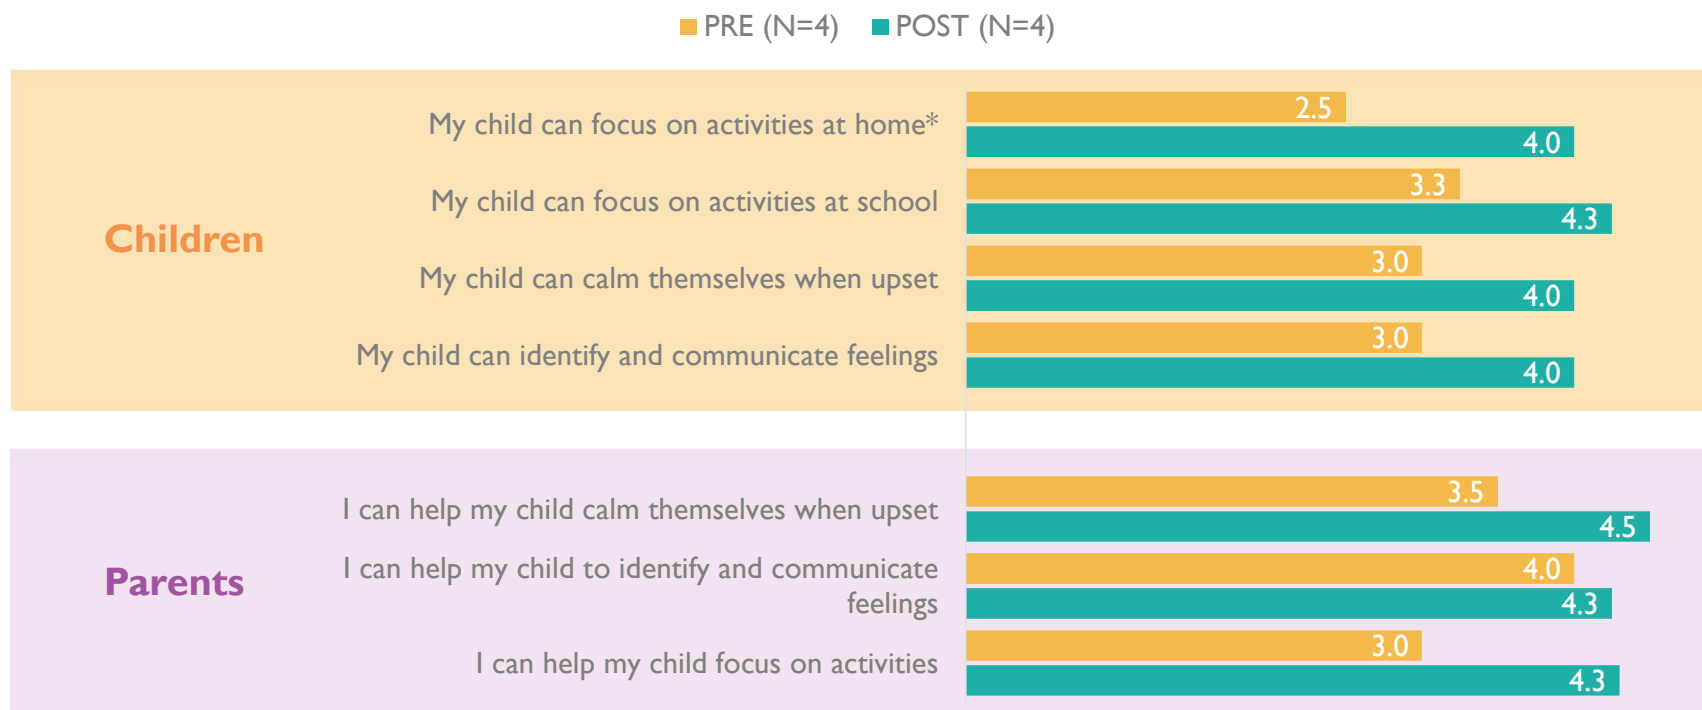 PRE (N=4) POST (N=4)
Children
My child can focus on activities at home* 2.5
4.0
My child can focus on activities at school 3.3
4.3
My child can calm themselves when upset 3.0
4.0
My child can identify and communicate feelings 3.0
4.0
Parents
I can help my child calm themselves when upset 3.5
4.5
I can help my child to identify and communicate
feelings
4.0
4.3
I can help my child focus on activities 3.0
4.3